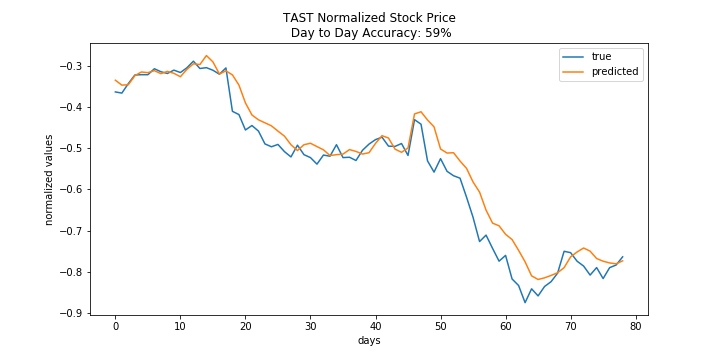 TAST Normalized Stock Price
Day to Day Accuracy: 59%
true
predicted
normalized values
−0.3
−0.4
−0.5
−0.6
−0.7
−0.8
−0.9
0
10
20
30
40
50
60
70
80
days